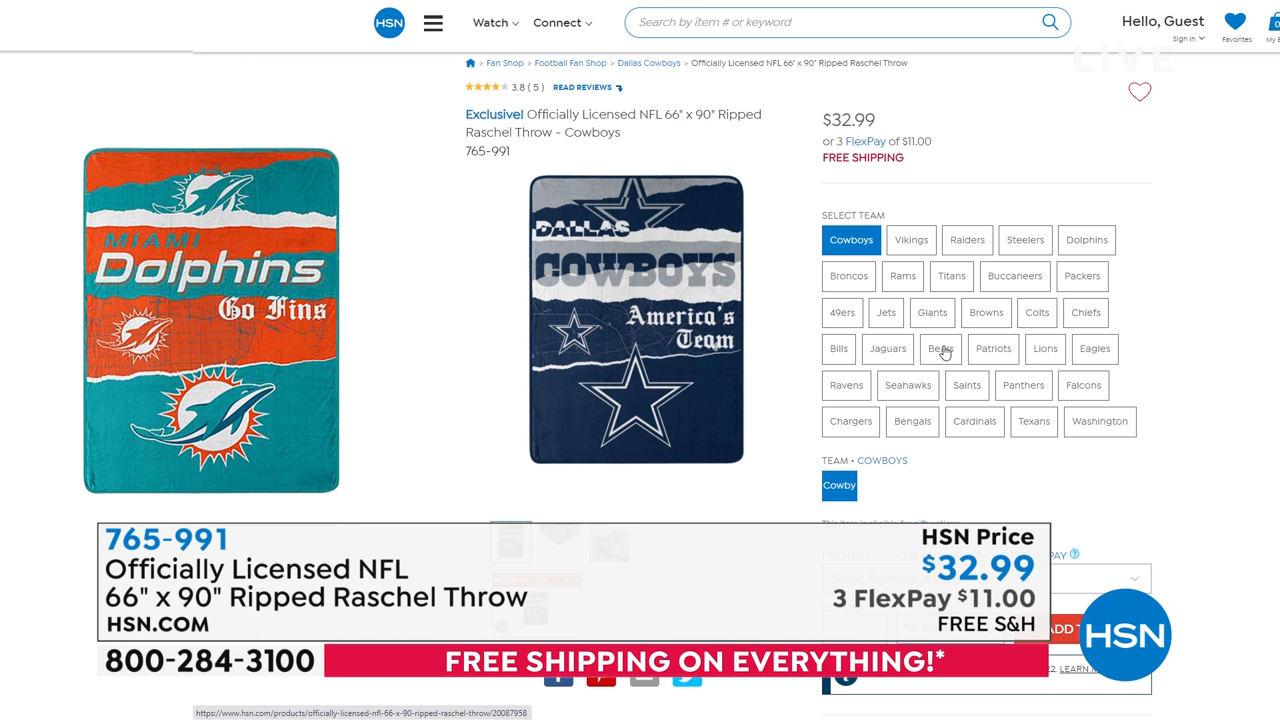 HSN
Watch
Connect
Search by item # or keyword
Hello, Guest
Sign In
Favorites
0
My
LIVE
> Fan Shop > Football Fan Shop > Dallas Cowboys > Officially Licensed NFL 66" x 90" Ripped Raschel Throw
3.8 ( 5 ) READ REVIEWS
Exclusive! Officially Licensed NFL 66" x 90" Ripped
Raschel Throw - Cowboys
765-991
MIAMI
Dolphins
Go Fins
DALLAS
COWBOYS
America's
Team
$32.99
or 3 FlexPay of $11.00
FREE SHIPPING
SELECT TEAM
Cowboys Vikings Raiders Steelers Dolphins
Broncos Rams Titans Buccaneers Packers
49ers Jets Giants Browns Colts Chiefs
Bills Jaguars Bears Patriots Lions Eagles
Ravens Seahawks Saints Panthers Falcons
Chargers Bengals Cardinals Texans Washington
TEAM • COWBOYS
Cowby
PAY
765-991
Officially Licensed NFL
66" x 90" Ripped Raschel Throw
HSN.COM
HSN Price
$32.99
3 FlexPay $11.00
FREE S&H
ADD
HSN
800-284-3100
FREE SHIPPING ON EVERYTHING!*
https://www.hsn.com/products/officially-licensed-nfl-66-x-90-ripped-raschel-throw/20087958